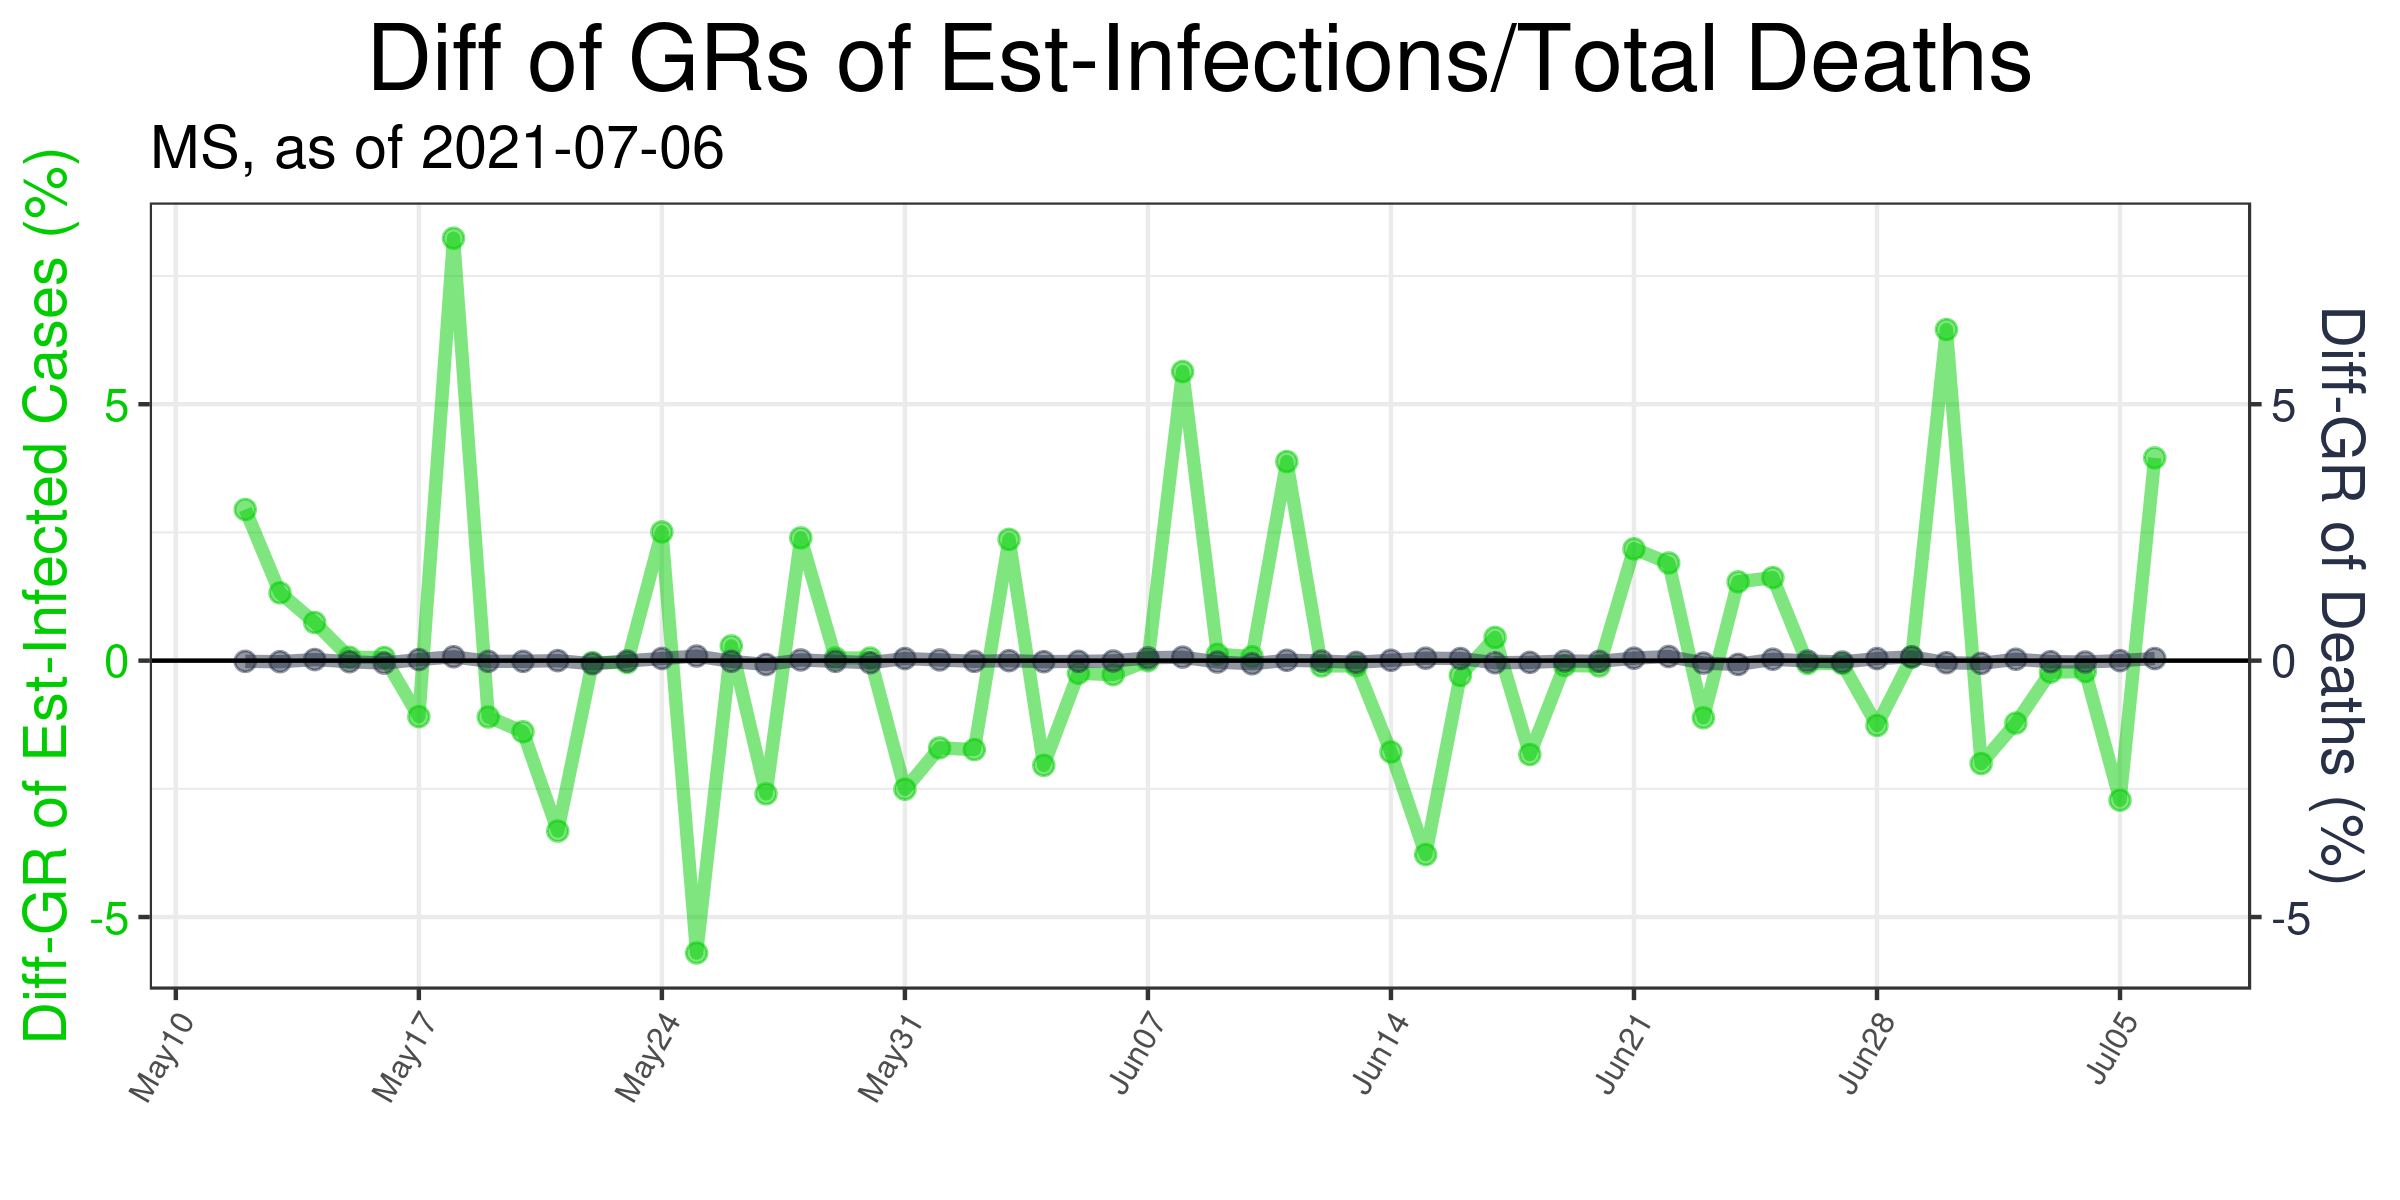 Diff of GRs of Est-Infections/Total Deaths
MS, as of 2021-07-06
Diff-GR of Est-Infected Cases (%)
5
0
-5
5
0
-5
Diff-GR of Deaths (%)
May10
May17
May24
May31
Jun07
Jun14
Jun21
Jun28
Jul05